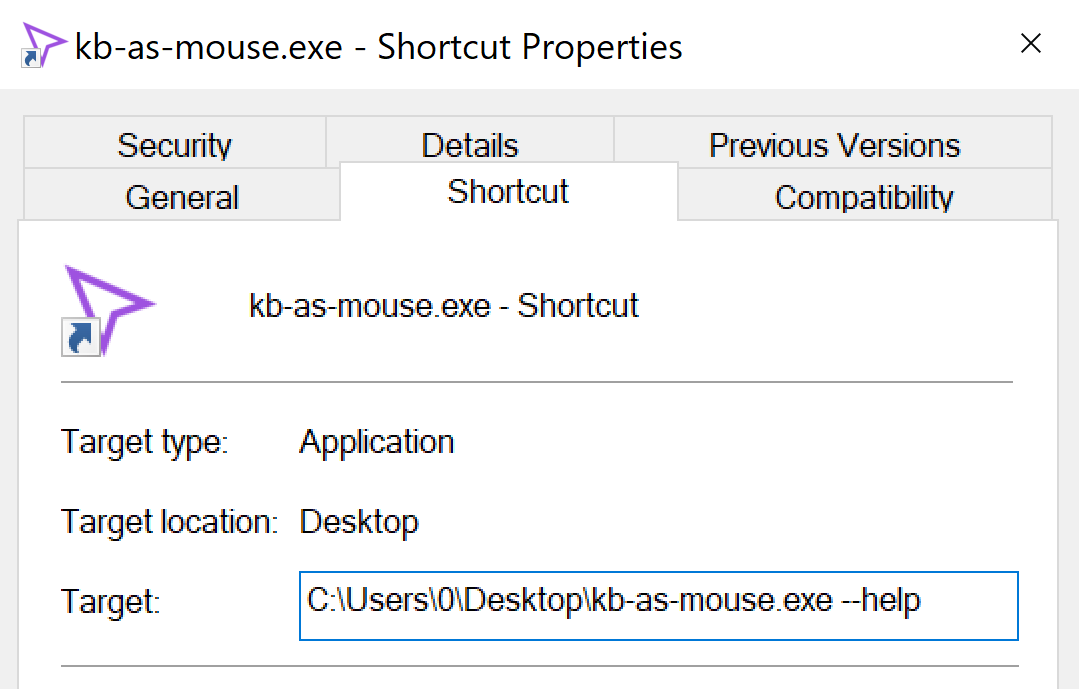 kb-as-mouse.exe - Shortcut Properties
Security Details Previous Versions
General Shortcut Compatibility
kb-as-mouse.exe - Shortcut
Target type: Application
Target location: Desktop
Target: C:\Users\0\Desktop\kb-as-mouse.exe --help